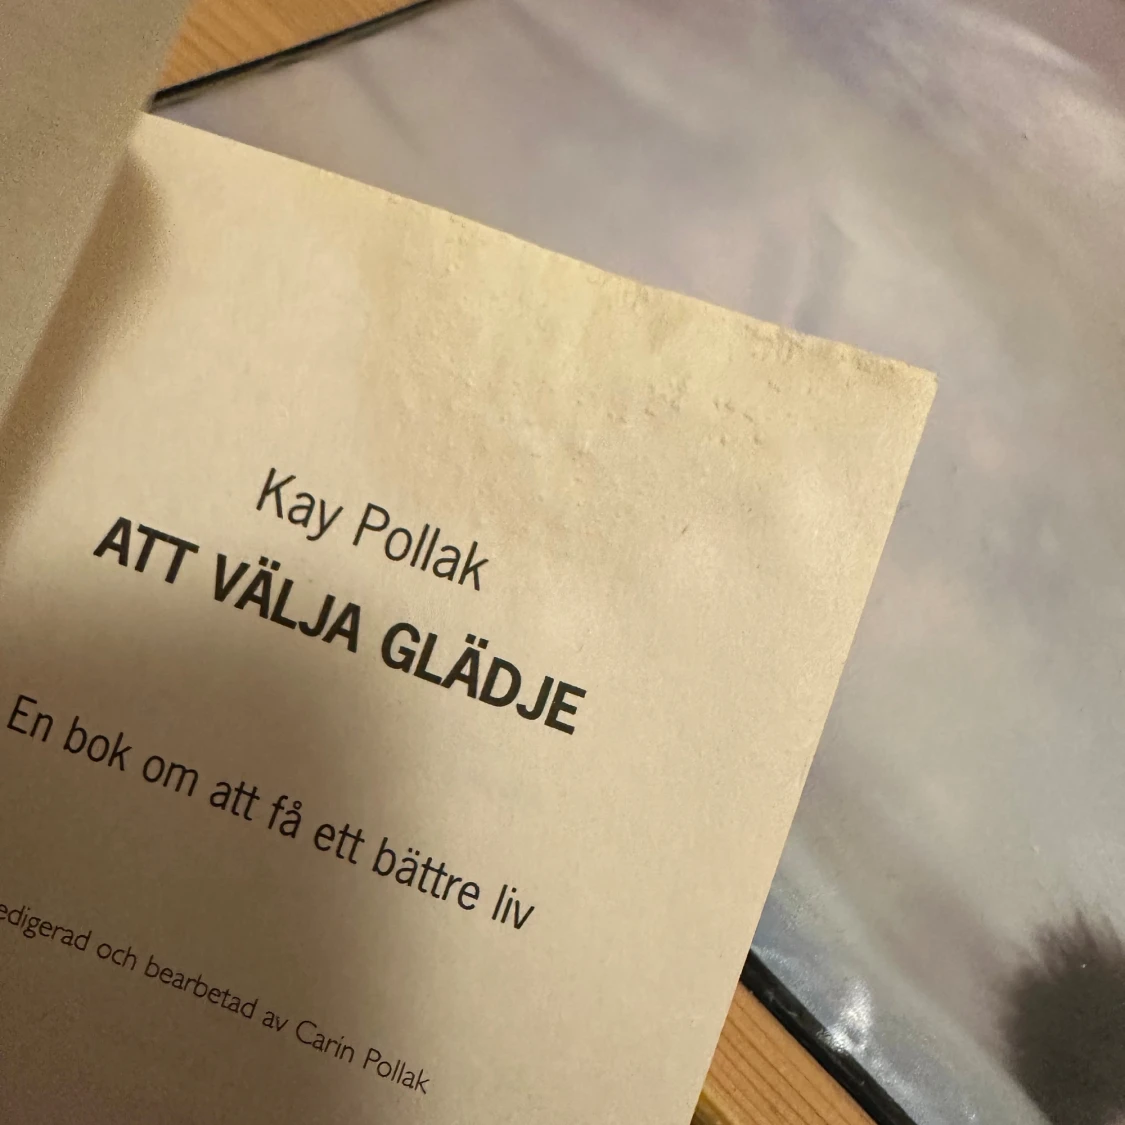 Kay Pollak
ATT VÄLJA GLÄDJE
En bok om att få ett bättre liv
edigerad och bearbetad av Carin Pollak